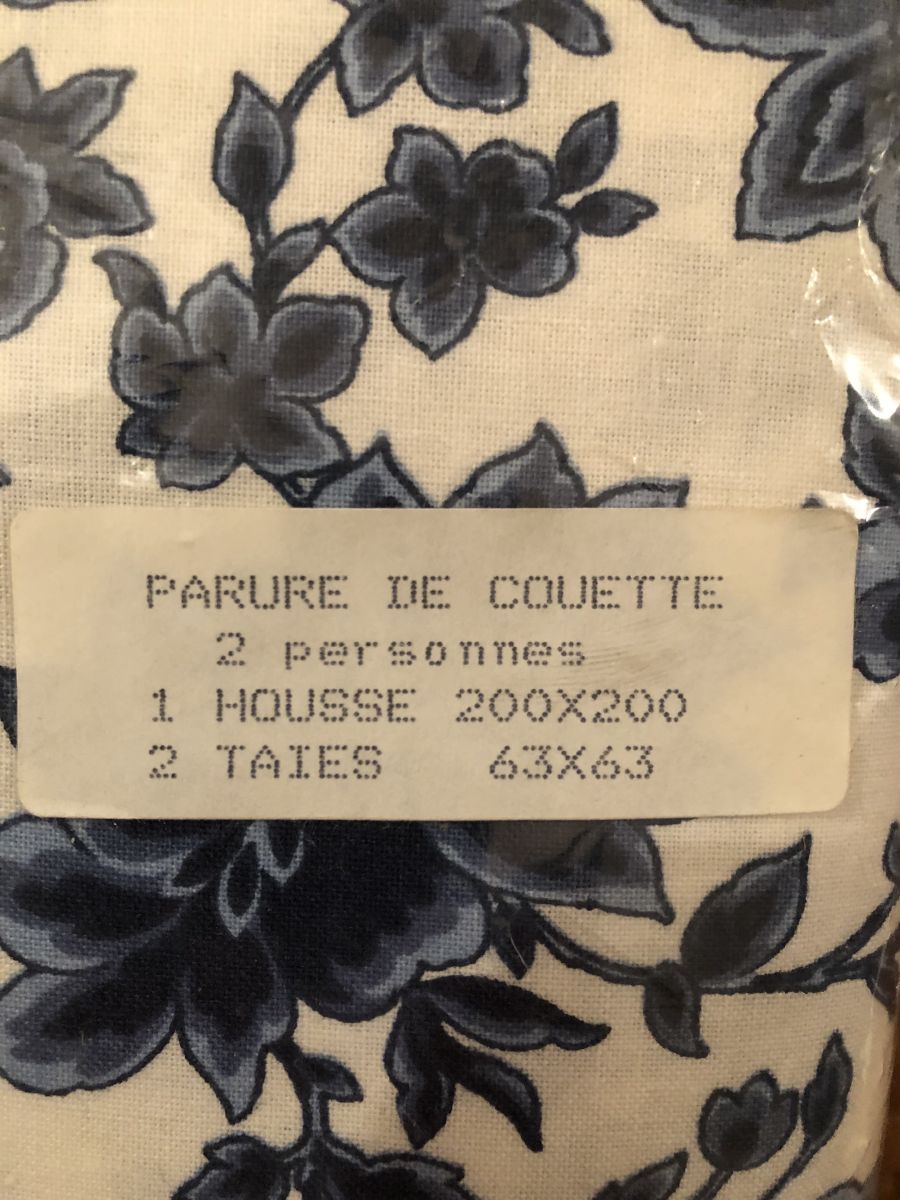 PARURE DE COUETTE
2 personnes
1 HOUSSE 200X200
2 TAIES 63X63